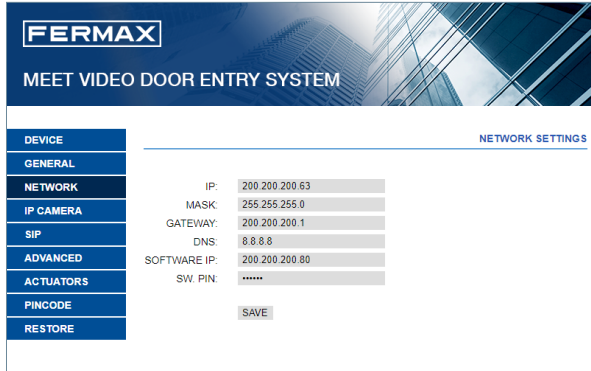 FERMAX
MEET VIDEO DOOR ENTRY SYSTEM
DEVICE
GENERAL
NETWORK
IP CAMERA
SIP
ADVANCED
ACTUATORS
PINCODE
RESTORE
NETWORK SETTINGS
IP: 200.200.200.63
MASK: 255.255.255.0
GATEWAY: 200.200.200.1
DNS: 8.8.8.8
SOFTWARE IP: 200.200.200.80
SW. PIN: ••••••
SAVE